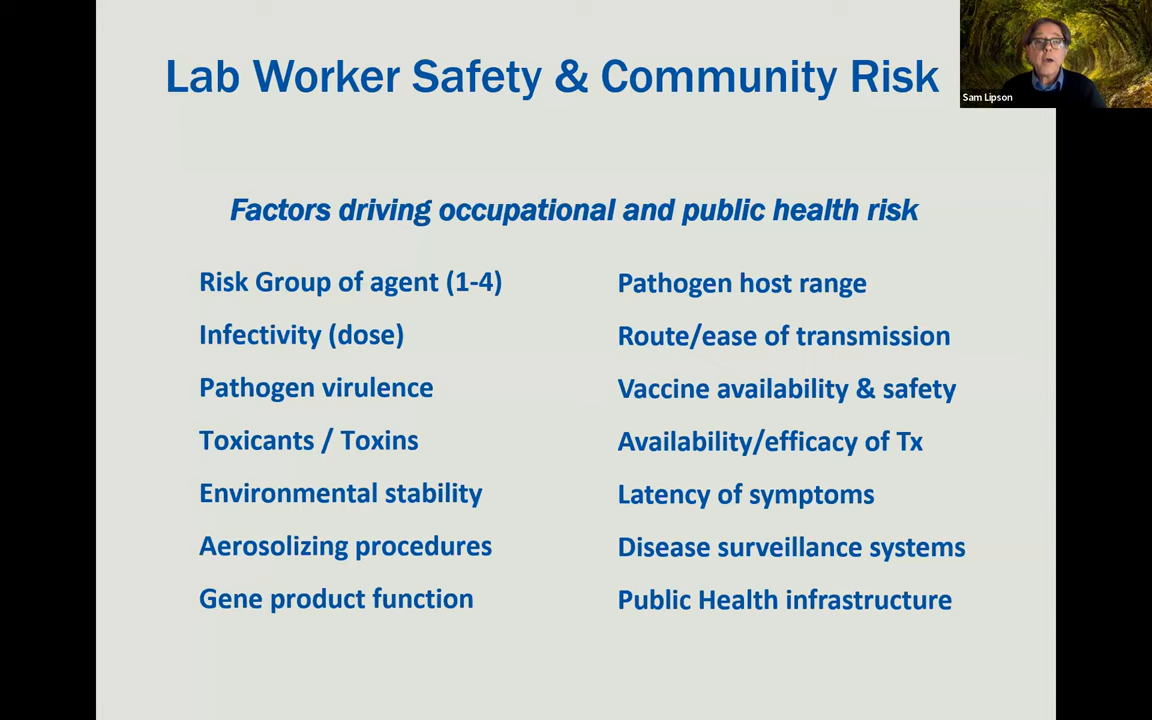 Lab Worker Safety & Community Risk
Sam Lipson
Factors driving occupational and public health risk
Risk Group of agent (1-4)
Infectivity (dose)
Pathogen virulence
Toxicants / Toxins
Environmental stability
Aerosolizing procedures
Gene product function
Pathogen host range
Route/ease of transmission
Vaccine availability & safety
Availability/efficacy of Tx
Latency of symptoms
Disease surveillance systems
Public Health infrastructure